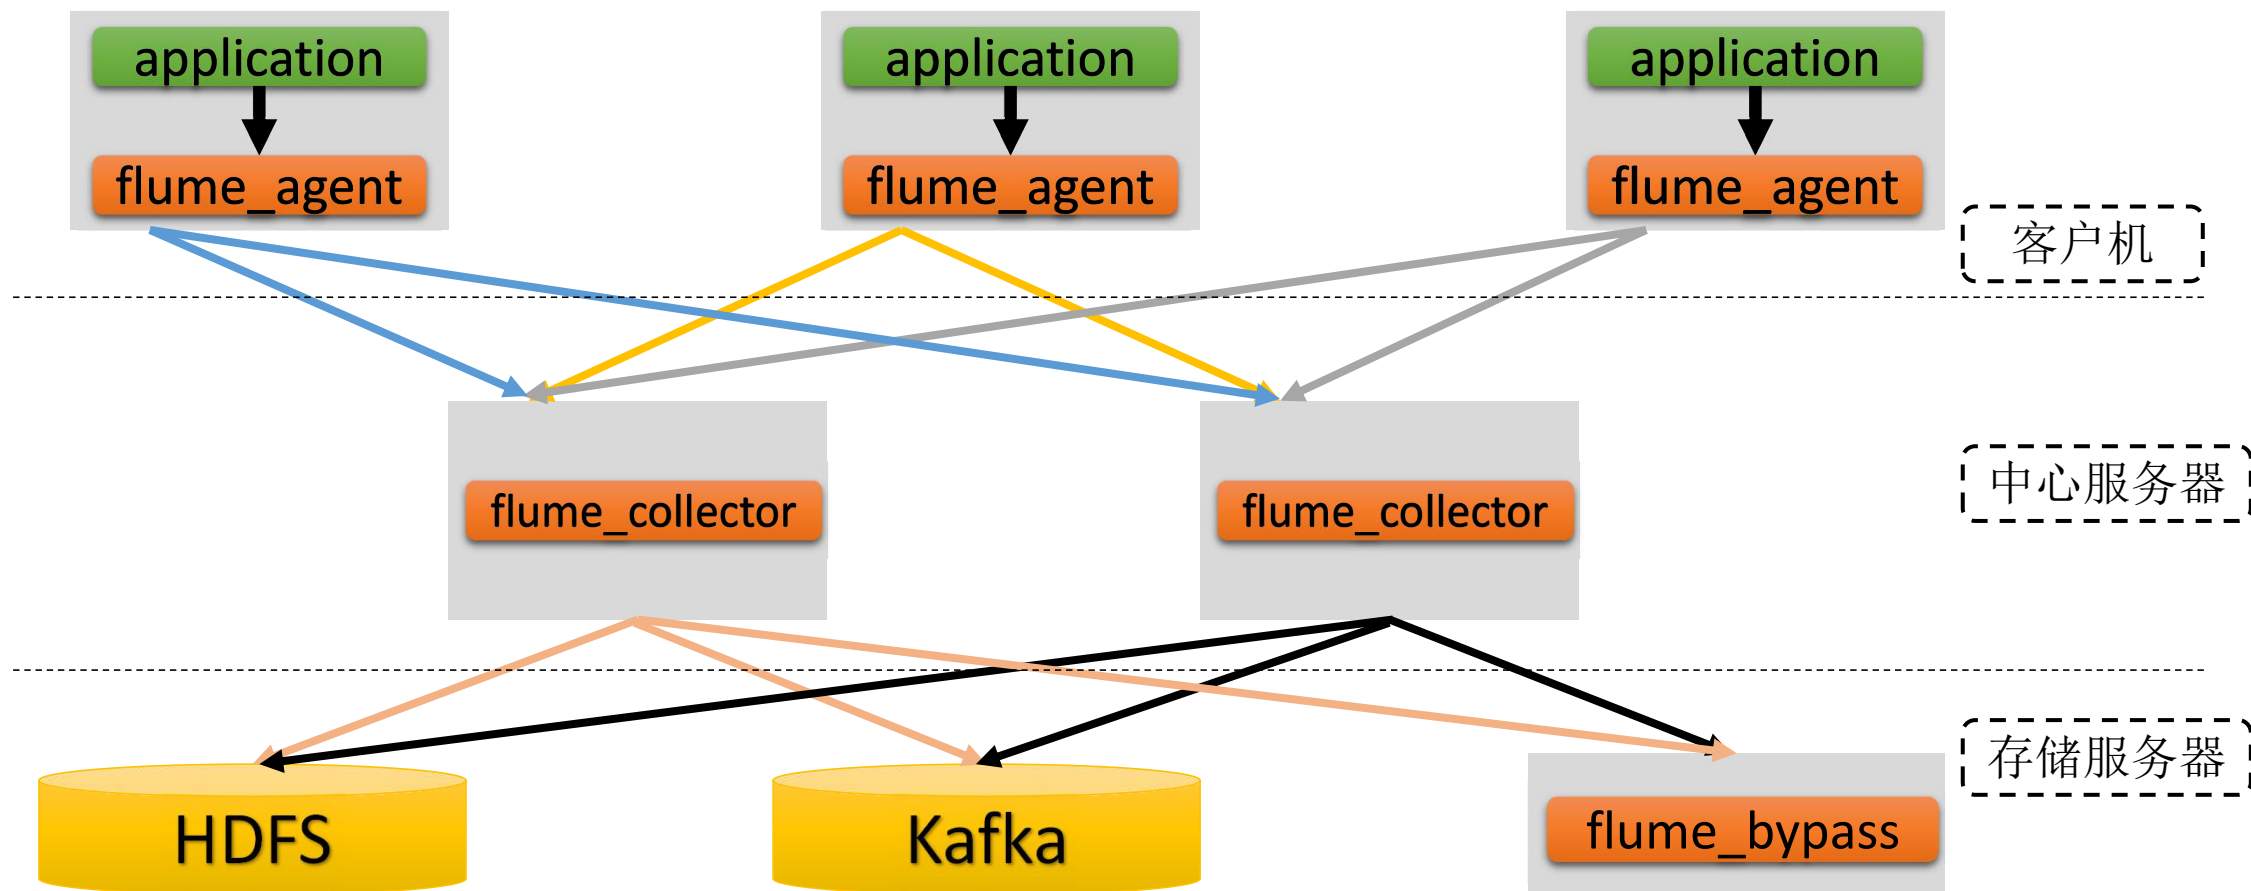 application
application
application
flume_agent
flume_agent
flume_agent
客户机
flume_collector
flume_collector
中心服务器
存储服务器
HDFS
Kafka
flume_bypass